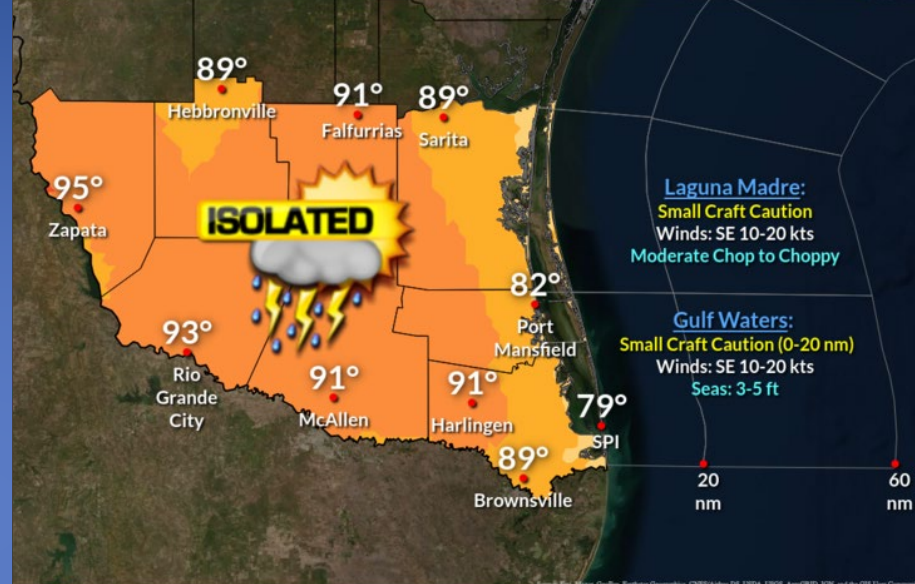 89°
Hebbronville
91°
Falfurrias
89°
Sarita
95°
Zapata
ISOLATED
Laguna Madre:
Small Craft Caution
Winds: SE 10-20 kts
Moderate Chop to Choppy
82°
Port
Mansfield
Gulf Waters:
Small Craft Caution (0-20 nm)
Winds: SE 10-20 kts
Seas: 3-5 ft
93°
Rio
Grande
City
91°
McAllen
91°
Harlingen
79°
SPI
89°
Brownsville
20
nm
60
nm